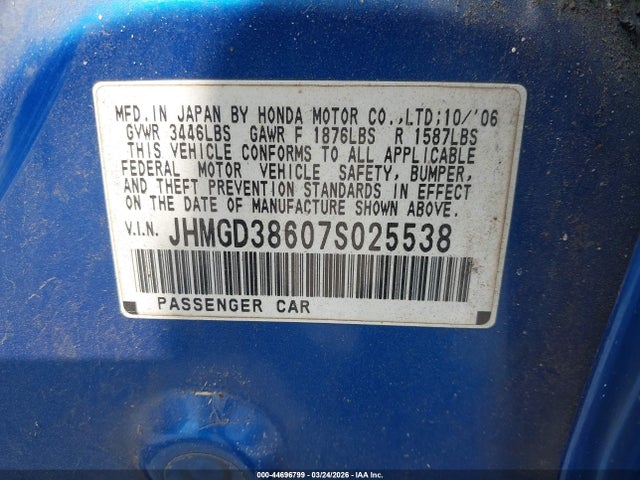 MFD. IN JAPAN BY HONDA MOTOR CO.,LTD; 10/'06
GVWR 3446LBS GAWR F 1876LBS R 1587LBS
THIS VEHICLE CONFORMS TO ALL APPLICABLE
FEDERAL MOTOR VEHICLE SAFETY, BUMPER,
AND THEFT PREVENTION STANDARDS IN EFFECT
ON THE DATE OF MANUFACTURE SHOWN ABOVE.
V.I.N. JHMGD38607S025538
PASSENGER CAR
000-44696799 - 03/24/2026 - IAA Inc.